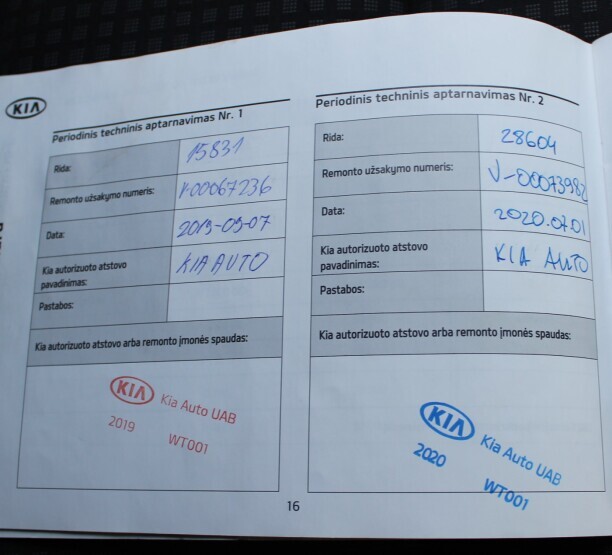 KIA
Periodinis techninis aptarnavimas Nr. 1
Rida: 15831
Remonto užsakymo numeris: V-00067236
Data: 2019-09-07
Kia autorizuoto atstovo
pavadinimas: KIA AUTO
Pastabos:
Kia autorizuoto atstovo arba remonto įmonės spaudas:
KIA Kia Auto UAB
2019 WT001
Periodinis techninis aptarnavimas Nr. 2
Rida: 28604
Remonto užsakymo numeris: V-00073982
Data: 2020.07.01
Kia autorizuoto atstovo
pavadinimas: KIA AUTO
Pastabos:
Kia autorizuoto atstovo arba remonto įmonės spaudas:
KIA Kia Auto UAB
2020 WT001
16